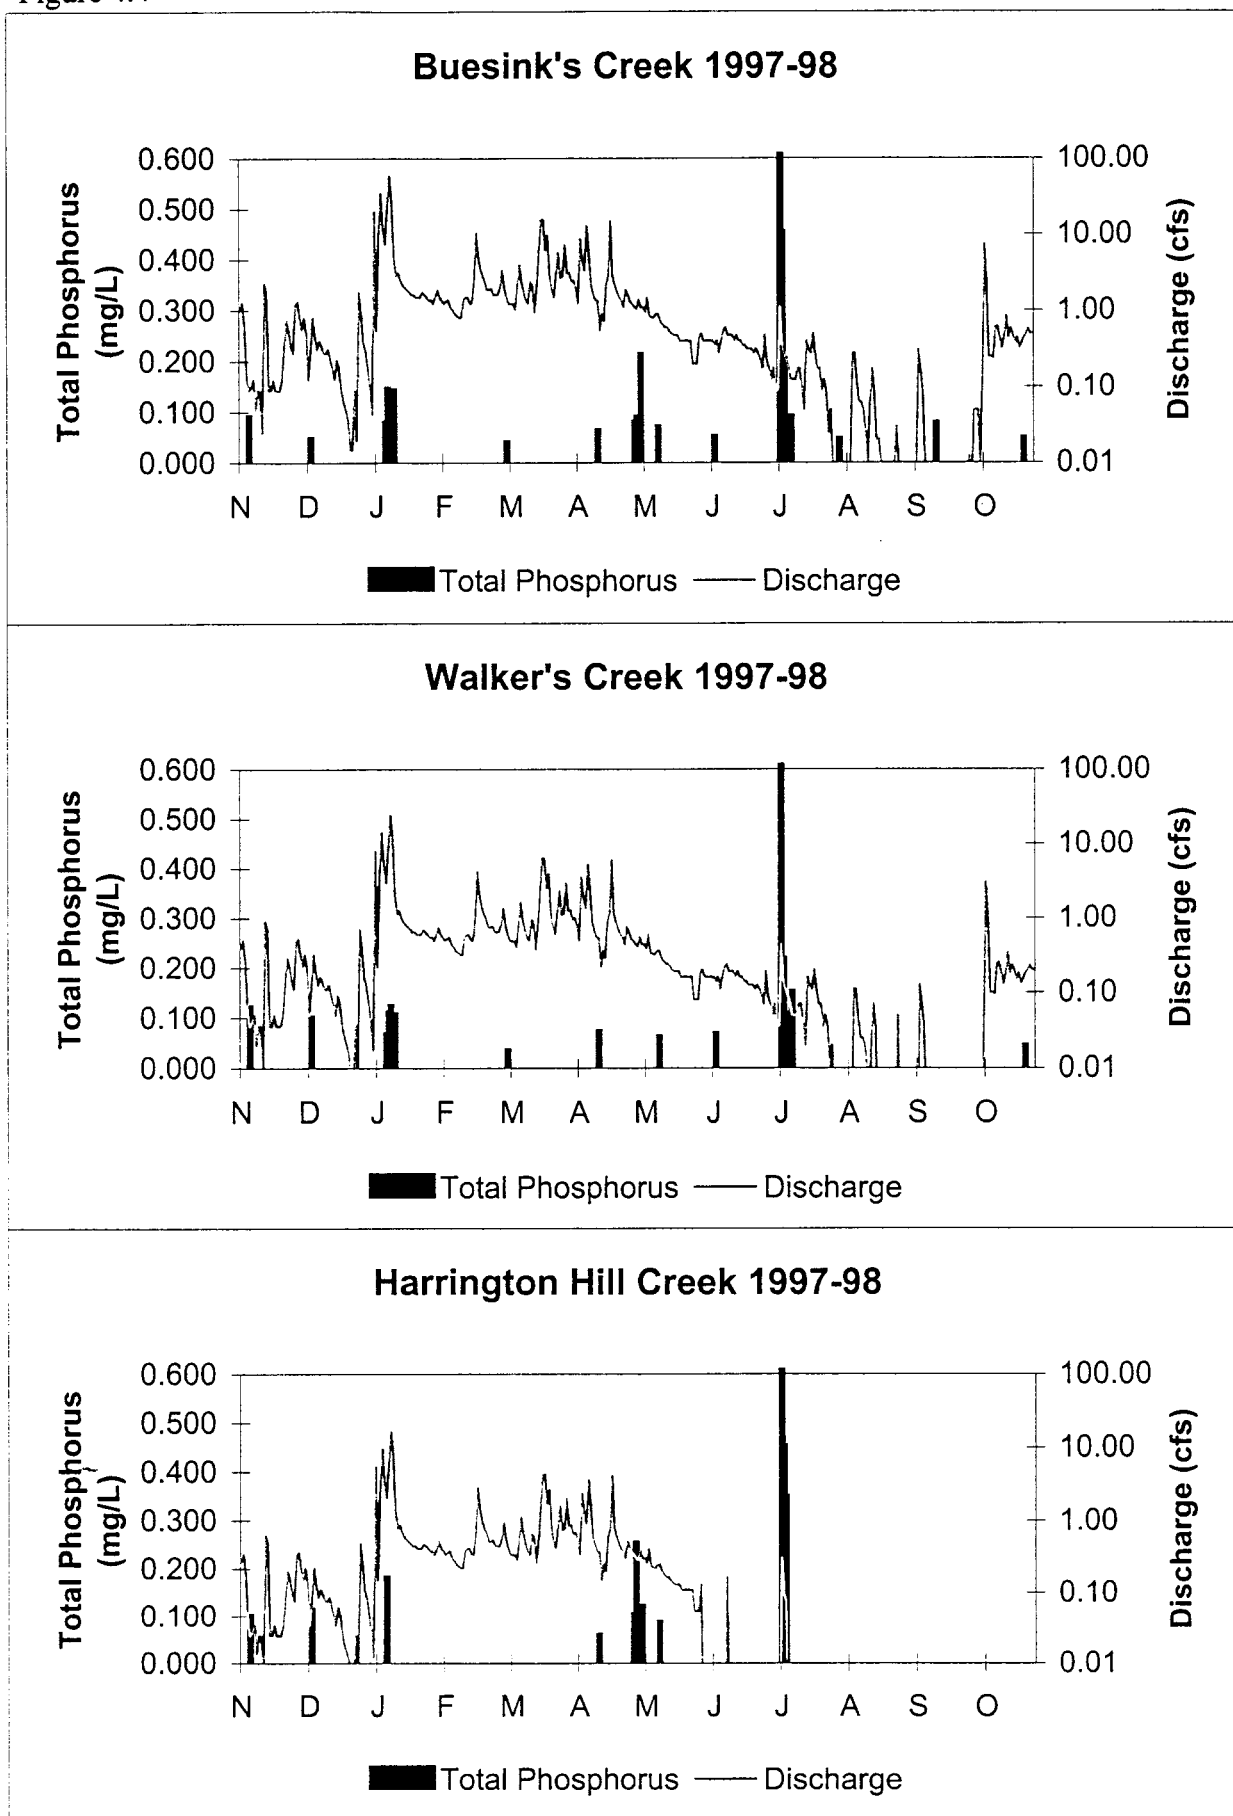 Buesink's Creek 1997-98
Total Phosphorus
(mg/L)
0.600
0.500
0.400
0.300
0.200
0.100
0.000
100.00
10.00
1.00
0.10
0.01
Discharge (cfs)
N D J F M A M J J A S O
Total Phosphorus Discharge
Walker's Creek 1997-98
Total Phosphorus
(mg/L)
0.600
0.500
0.400
0.300
0.200
0.100
0.000
100.00
10.00
1.00
0.10
0.01
Discharge (cfs)
N D J F M A M J J A S O
Total Phosphorus Discharge
Harrington Hill Creek 1997-98
Total Phosphorus
(mg/L)
0.600
0.500
0.400
0.300
0.200
0.100
0.000
100.00
10.00
1.00
0.10
0.01
Discharge (cfs)
N D J F M A M J J A S O
Total Phosphorus Discharge